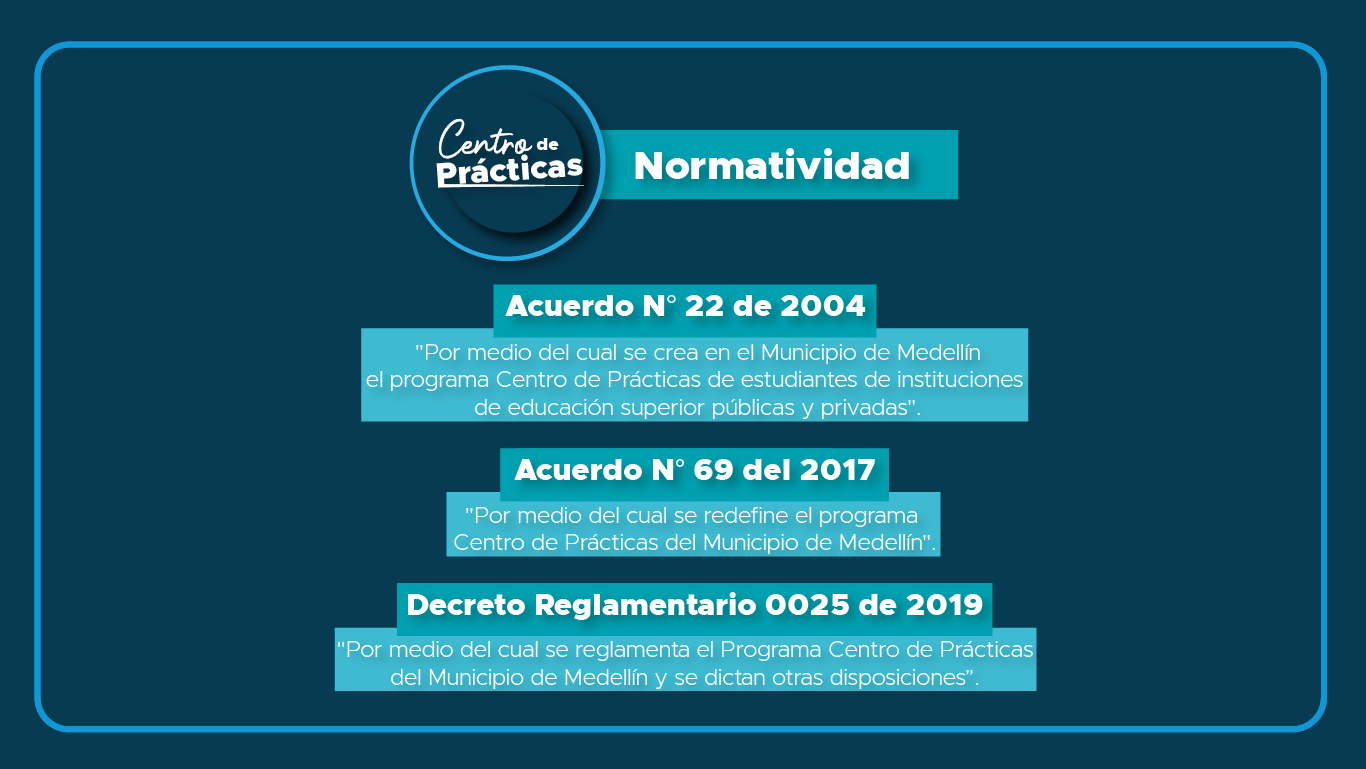 Centro de
Prácticas
Normatividad
Acuerdo N° 22 de 2004
"Por medio del cual se crea en el Municipio de Medellín
el programa Centro de Prácticas de estudiantes de instituciones
de educación superior públicas y privadas".
Acuerdo N° 69 del 2017
"Por medio del cual se redefine el programa
Centro de Prácticas del Municipio de Medellín".
Decreto Reglamentario 0025 de 2019
"Por medio del cual se reglamenta el Programa Centro de Prácticas
del Municipio de Medellín y se dictan otras disposiciones”.